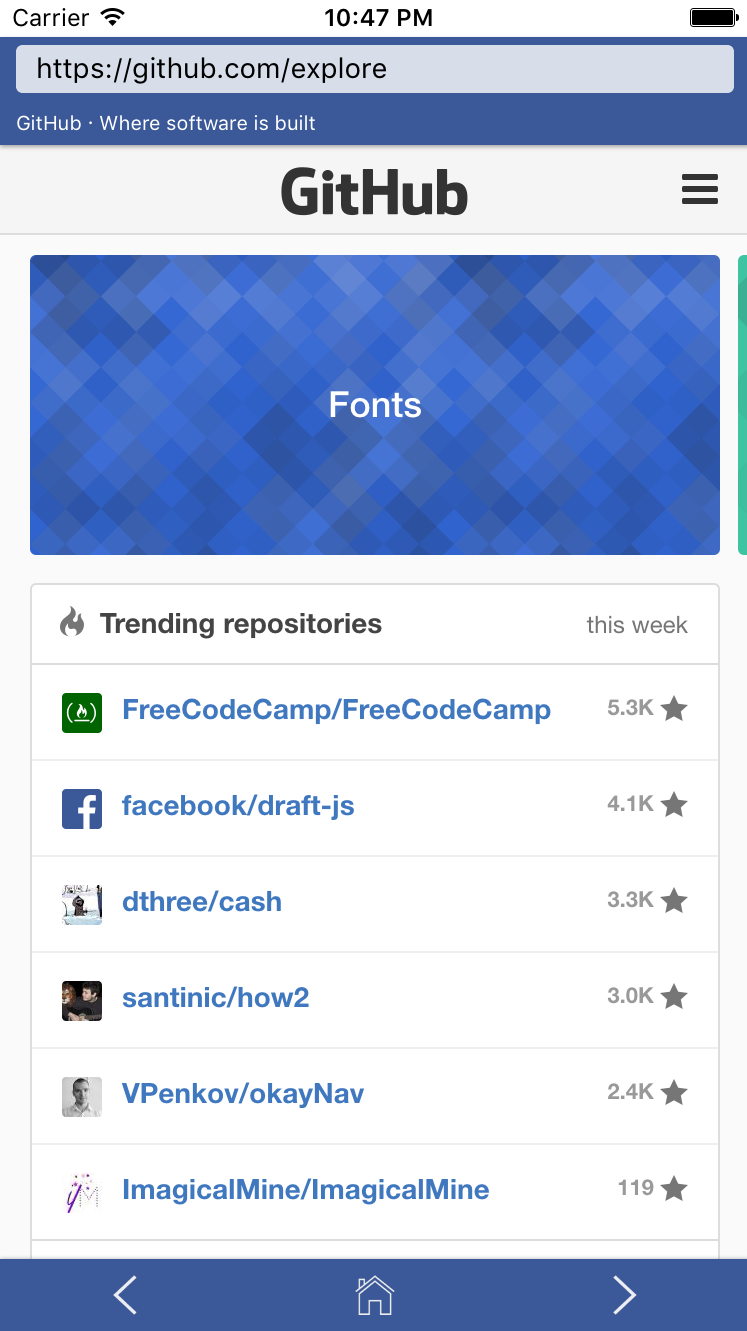 Carrier 10:47 PM
https://github.com/explore
GitHub · Where software is built
GitHub
Fonts
Trending repositories this week
FreeCodeCamp/FreeCodeCamp 5.3K
facebook/draft-js 4.1K
dthree/cash 3.3K
santinic/how2 3.0K
VPenkov/okayNav 2.4K
ImagicalMine/ImagicalMine 119